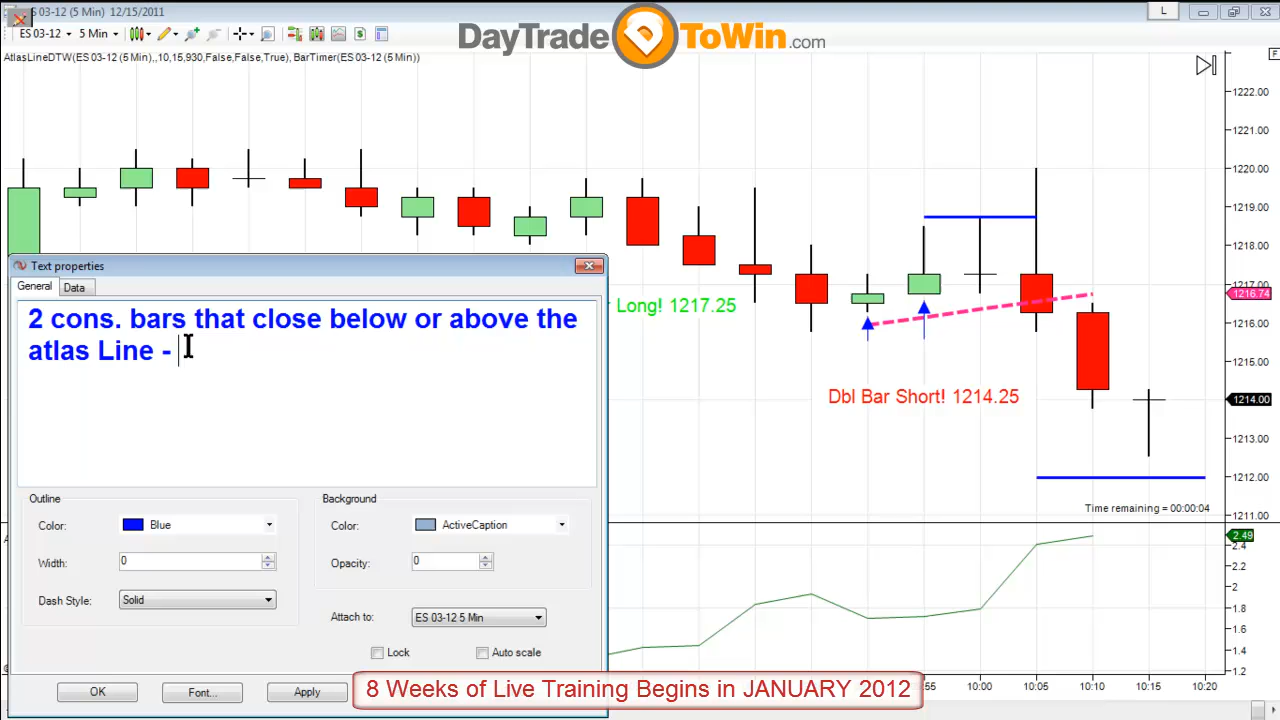 ES 03-12 (5 Min) 12/15/2011
L
ES 03-12 5 Min
DayTradeToWin.com
AtlasLineDTW(ES 03-12 (5 Min),,10,15,930,False,False,True), BarTimer(ES 03-12 (5 Min))
F
1222.00
1221.00
1220.00
1219.00
1218.00
1217.00
1216.74
1216.00
1215.00
1214.00
1213.00
1212.00
1211.00
Long! 1217.25
Dbl Bar Short! 1214.25
Time remaining = 00:00:04
Text properties
General
Data
2 cons. bars that close below or above the
atlas Line -
Outline
Color:
Blue
Width:
0
Dash Style:
Solid
Background
Color:
ActiveCaption
Opacity:
0
Attach to:
ES 03-12 5 Min
Lock
Auto scale
OK
Font...
Apply
2.49
2.4
2.2
2
1.8
1.6
1.4
1.2
10:00
10:05
10:10
10:15
10:20
8 Weeks of Live Training Begins in JANUARY 2012